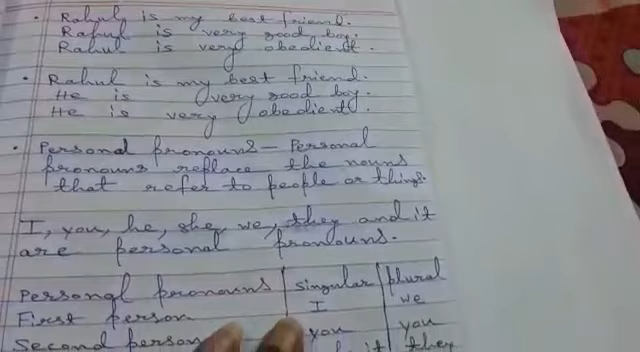 • Rahul is my best friend.
Rahul is very good boy.
Rahul is very obedient.
• Rahul is my best friend.
He is very good boy.
He is very obedient.
• Personal pronouns - Personal
pronouns replace the nouns
that refer to people or things.
I, you, he, she, we, they and it
are personal pronouns.
Personal pronouns | singular | plural
First person I we
Second person you you
it they